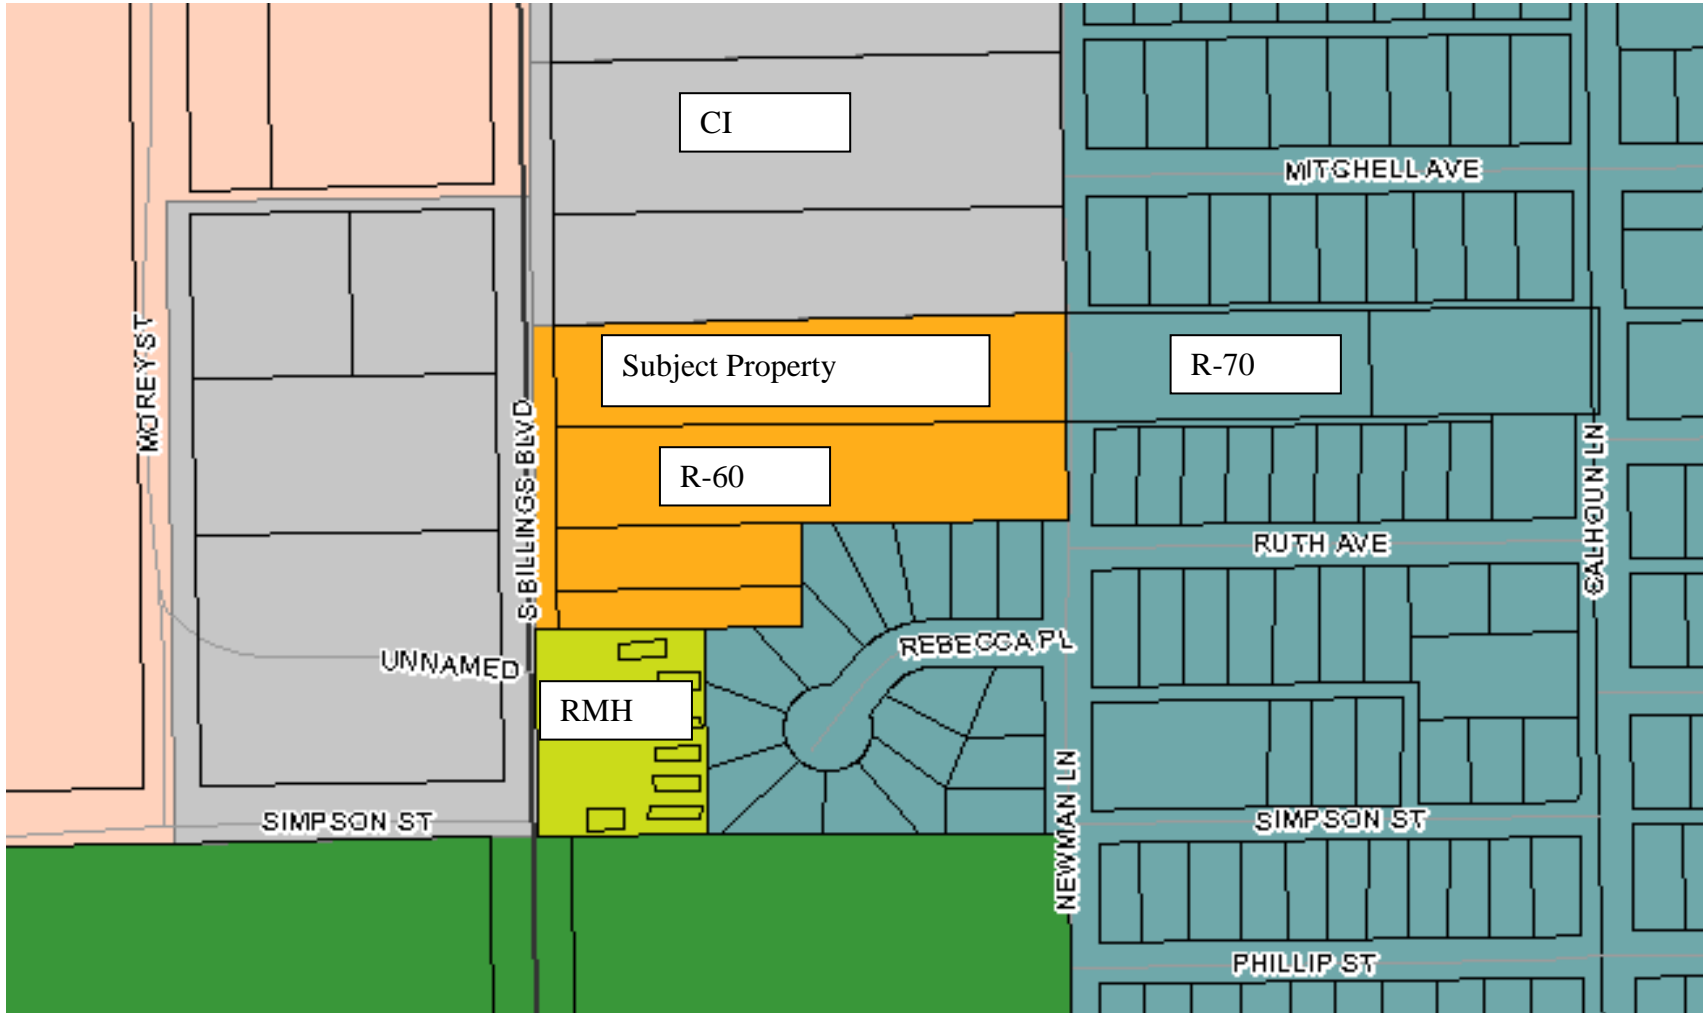 CI
MITCHELL AVE
MOREY ST
Subject Property
R-70
S BILLINGS BLVD
R-60
CALHOUN LN
RUTH AVE
REBECCA PL
UNNAMED
RMH
NEWMAN LN
SIMPSON ST
SIMPSON ST
PHILLIP ST